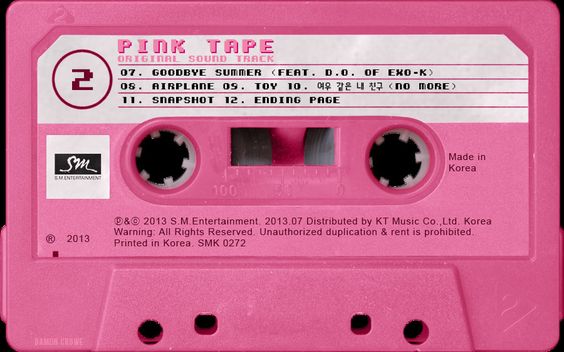 PINK TAPE
ORIGINAL SOUND TRACK
2
07. GOODBYE SUMMER (FEAT. D.O. OF EXO-K)
08. AIRPLANE 09. TOY 10. 여우 같은 내 친구 (NO MORE)
11. SNAPSHOT 12. ENDING PAGE
SM
S.M.ENTERTAINMENT
Made in
Korea
100 50 0
Ⓟ&ⓒ 2013 S.M.Entertainment. 2013.07 Distributed by KT Music Co.,Ltd. Korea
Warning: All Rights Reserved. Unauthorized duplication & rent is prohibited.
Printed in Korea. SMK 0272
® 2013
DAMON CROWE